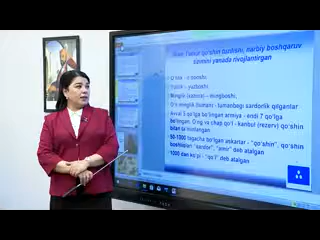 Amir Temur qo'shin tuzilishi, harbiy boshqaruv
tizimini yanada rivojlantirgan
O'nlik - o'nboshi,
Yuzlik - yuzboshi,
Minglik (xazora) - mingboshi,
O'n minglik (tuman) - tumanbegi sardorlik qilganlar
Avval 3 qo'lga bo'lingan armiya - endi 7 qo'lga
bo'lingan. O'ng va chap qo'l - kanbul (rezerv) qo'shin
bilan ta'minlangan
50-1000 tagacha bo'lgan askarlar - "qo'shin", qo'shin
boshliqlari "sardor", "amir" deb atalgan
1000 dan ko'pi - "qo'l" deb atalgan